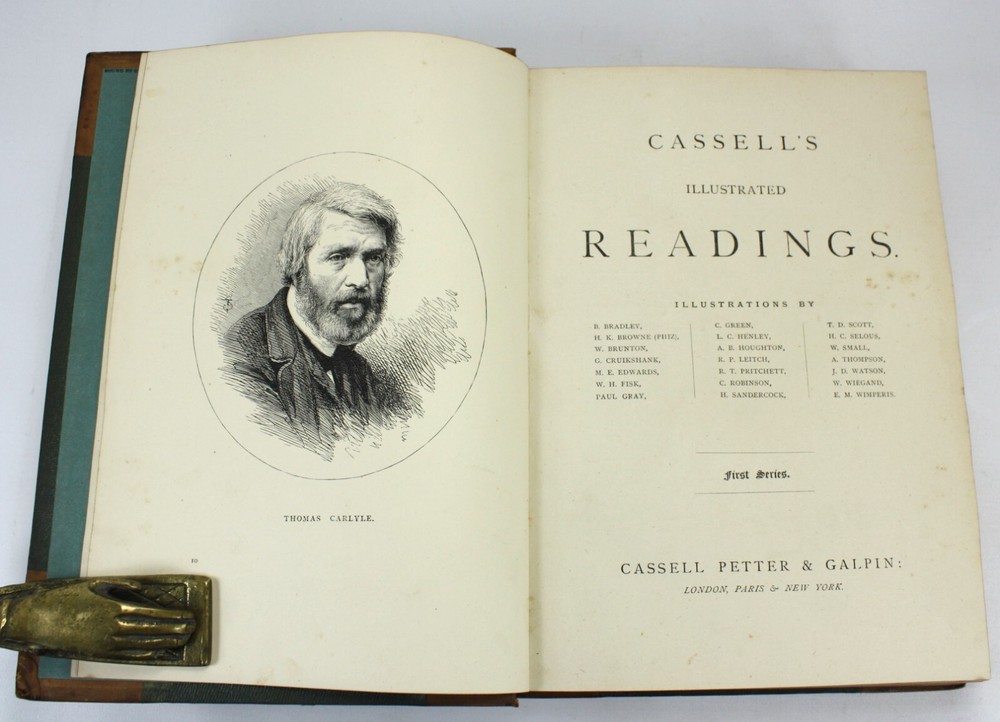 THOMAS CARLYLE.
10
CASSELL'S
ILLUSTRATED
READINGS.
ILLUSTRATIONS BY
B. BRADLEY,
H. K. BROWNE (PHIZ),
W. BRUNTON,
G. CRUIKSHANK,
M. E. EDWARDS,
W. H. FISK,
PAUL GRAY,
C. GREEN,
L. C. HENLEY,
A. B. HOUGHTON,
R. P. LEITCH,
R. T. PRITCHETT,
C. ROBINSON,
H. SANDERCOCK,
T. D. SCOTT,
H. C. SELOUS,
W. SMALL,
A. THOMPSON,
J. D. WATSON,
W. WIEGAND,
E. M. WIMPERIS.
First Series.
CASSELL PETTER & GALPIN:
LONDON, PARIS & NEW YORK.